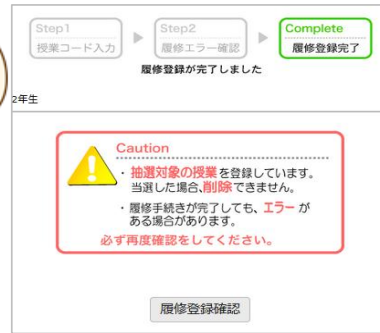 Step1
授業コード入力
Step2
履修エラー確認
Complete
履修登録完了
履修登録が完了しました
2年生
Caution
・抽選対象の授業を登録しています。
当選した場合、削除できません。
・履修手続きが完了しても、エラーが
ある場合があります。
必ず再度確認をしてください。
履修登録確認